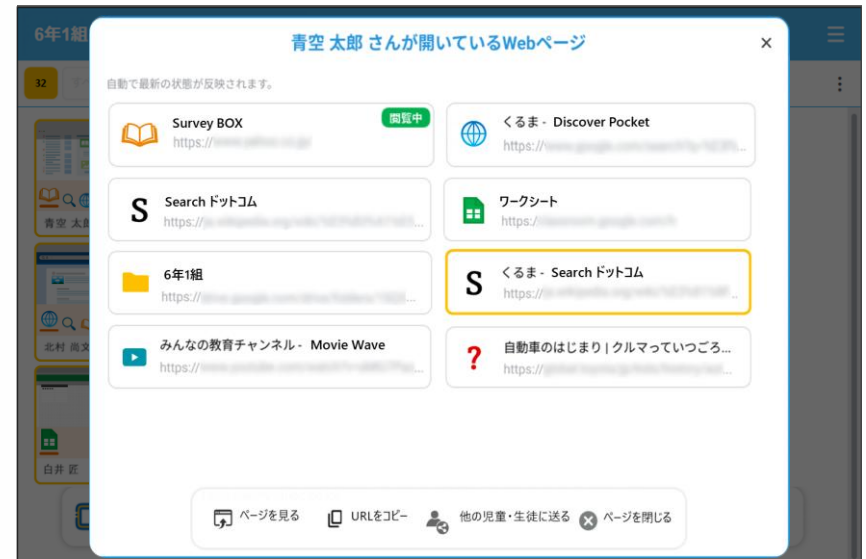 6年1組
青空 太郎 さんが開いているWebページ
×
32
自動で最新の状態が反映されます。
Survey BOX
閲覧中
https://
くるま - Discover Pocket
https://
Search ドットコム
https://
ワークシート
https:/
6年1組
https://
くるま - Search ドットコム
https://
みんなの教育チャンネル - Movie Wave
https://
自動車のはじまり | クルマっていつごろ...
https://
青空 太
北村 尚文
白井 匠
ページを見る
URLをコピー
他の児童・生徒に送る
ページを閉じる